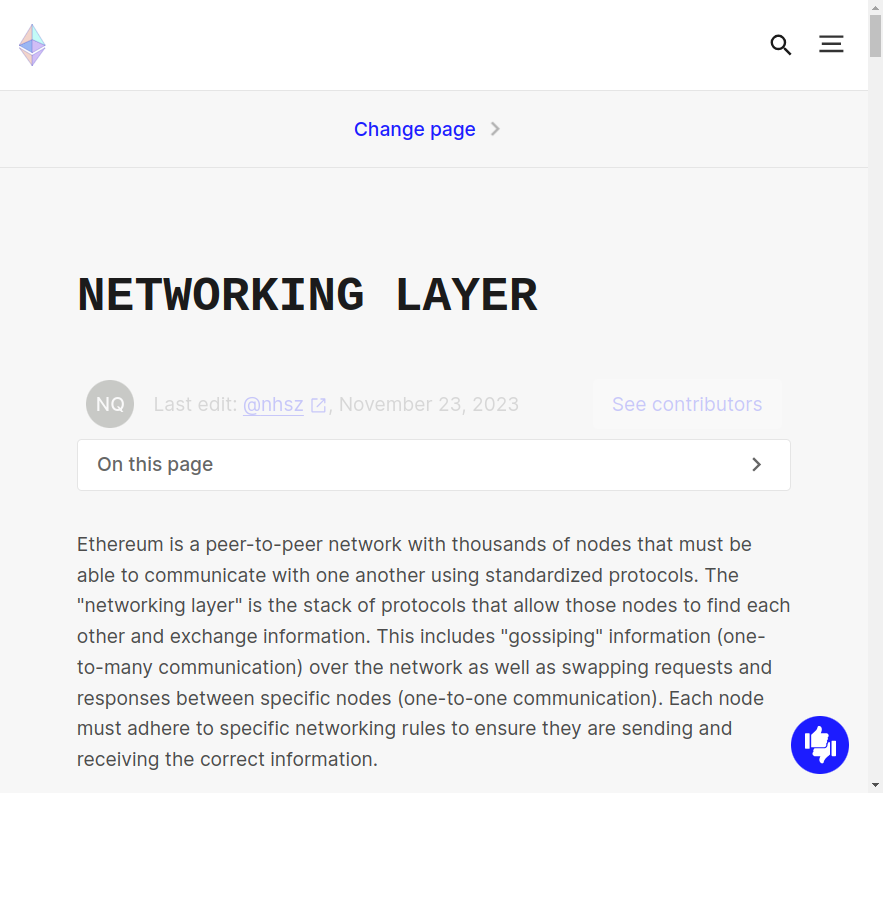 Change page
NETWORKING LAYER
NQ
Last edit: @nhsz, November 23, 2023
See contributors
On this page
Ethereum is a peer-to-peer network with thousands of nodes that must be
able to communicate with one another using standardized protocols. The
"networking layer" is the stack of protocols that allow those nodes to find each
other and exchange information. This includes "gossiping" information (one-
to-many communication) over the network as well as swapping requests and
responses between specific nodes (one-to-one communication). Each node
must adhere to specific networking rules to ensure they are sending and
receiving the correct information.